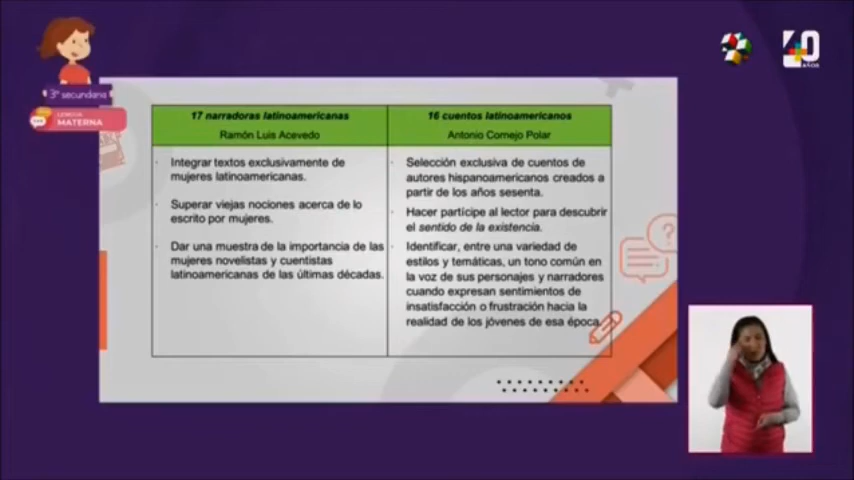 40
AÑOS
3° secundaria
LENGUA
MATERNA
17 narradoras latinoamericanas
Ramón Luis Acevedo
· Integrar textos exclusivamente de
mujeres latinoamericanas.
· Superar viejas nociones acerca de lo
escrito por mujeres.
· Dar una muestra de la importancia de las
mujeres novelistas y cuentistas
latinoamericanas de las últimas décadas.
16 cuentos latinoamericanos
Antonio Cornejo Polar
· Selección exclusiva de cuentos de
autores hispanoamericanos creados a
partir de los años sesenta.
· Hacer partícipe al lector para descubrir
el sentido de la existencia.
· Identificar, entre una variedad de
estilos y temáticas, un tono común en
la voz de sus personajes y narradores
cuando expresan sentimientos de
insatisfacción o frustración hacia la
realidad de los jóvenes de esa época.
?